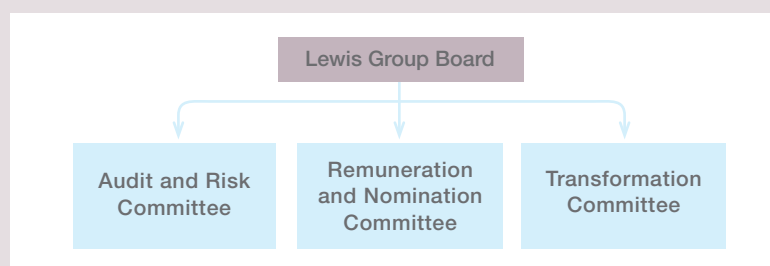 Lewis Group Board
Audit and Risk
Committee
Remuneration
and Nomination
Committee
Transformation
Committee